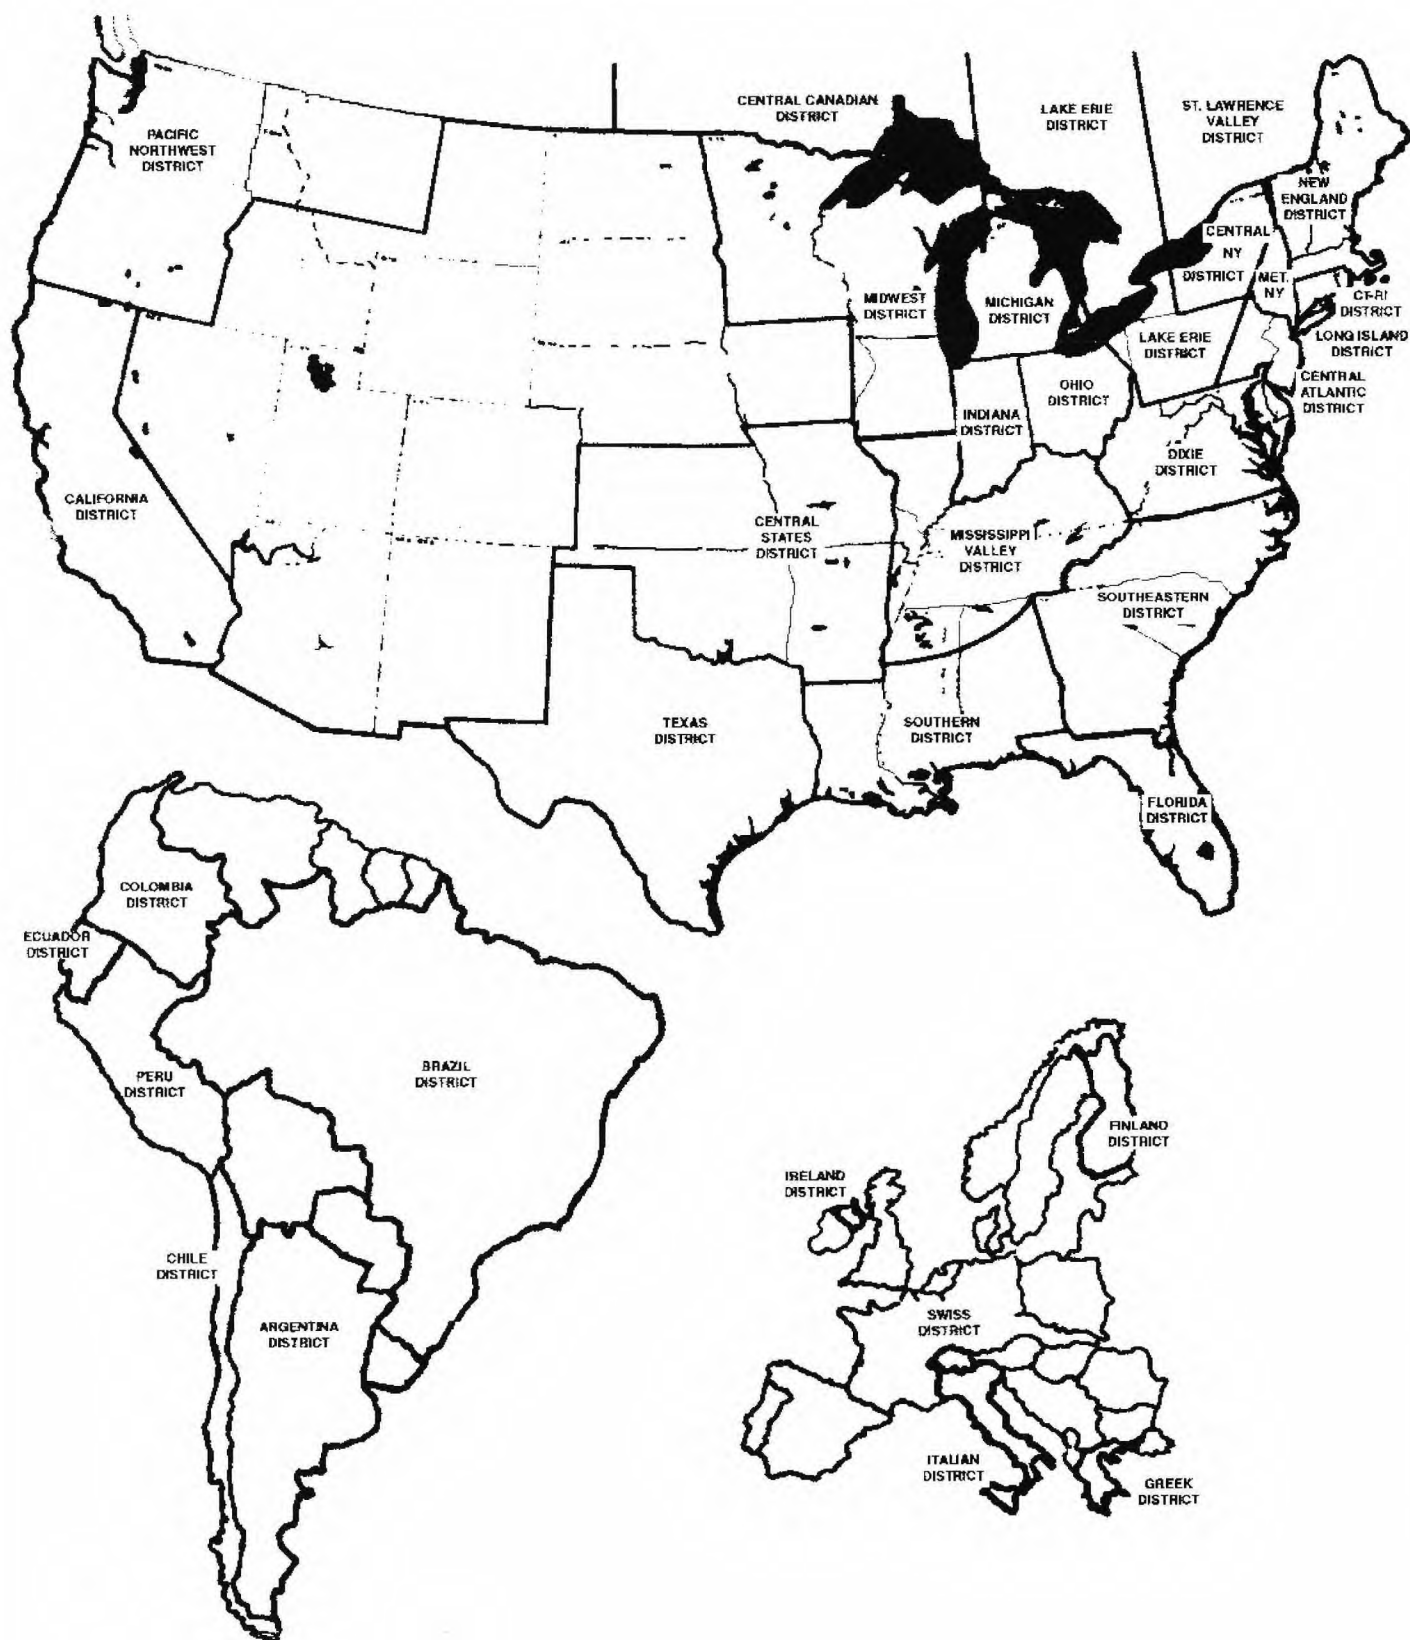 CENTRAL CANADIAN
DISTRICT
LAKE ERIE
DISTRICT
ST. LAWRENCE
VALLEY
DISTRICT
PACIFIC
NORTHWEST
DISTRICT
NEW
ENGLAND
DISTRICT
CENTRAL
NY
DISTRICT
MET.
NY
CT-RI
DISTRICT
MIDWEST
DISTRICT
MICHIGAN
DISTRICT
LAKE ERIE
DISTRICT
LONG ISLAND
DISTRICT
CENTRAL
ATLANTIC
DISTRICT
OHIO
DISTRICT
INDIANA
DISTRICT
DIXIE
DISTRICT
CALIFORNIA
DISTRICT
CENTRAL
STATES
DISTRICT
MISSISSIPPI
VALLEY
DISTRICT
SOUTHEASTERN
DISTRICT
TEXAS
DISTRICT
SOUTHERN
DISTRICT
FLORIDA
DISTRICT
COLOMBIA
DISTRICT
ECUADOR
DISTRICT
PERU
DISTRICT
BRAZIL
DISTRICT
CHILE
DISTRICT
ARGENTINA
DISTRICT
FINLAND
DISTRICT
IRELAND
DISTRICT
SWISS
DISTRICT
ITALIAN
DISTRICT
GREEK
DISTRICT